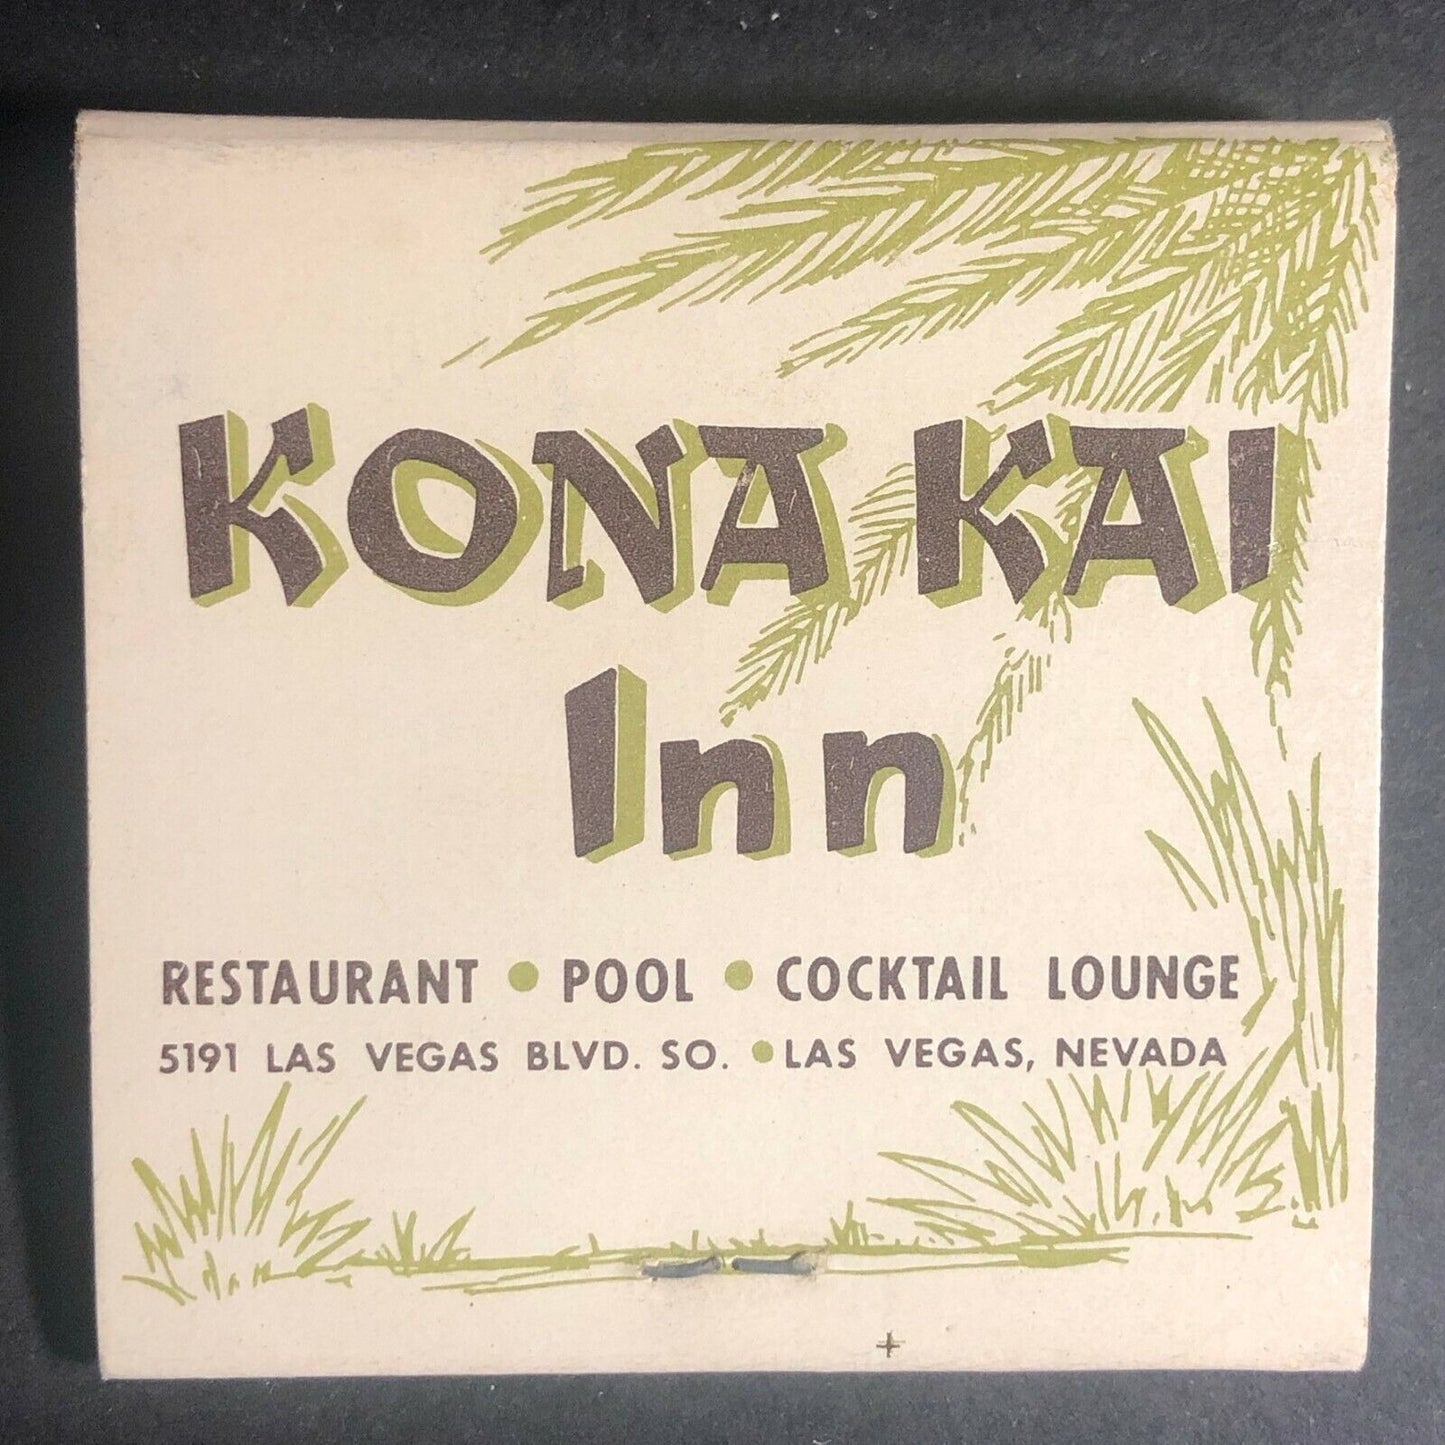 KONA KAI
Inn
RESTAURANT • POOL • COCKTAIL LOUNGE
5191 LAS VEGAS BLVD. SO. • LAS VEGAS, NEVADA